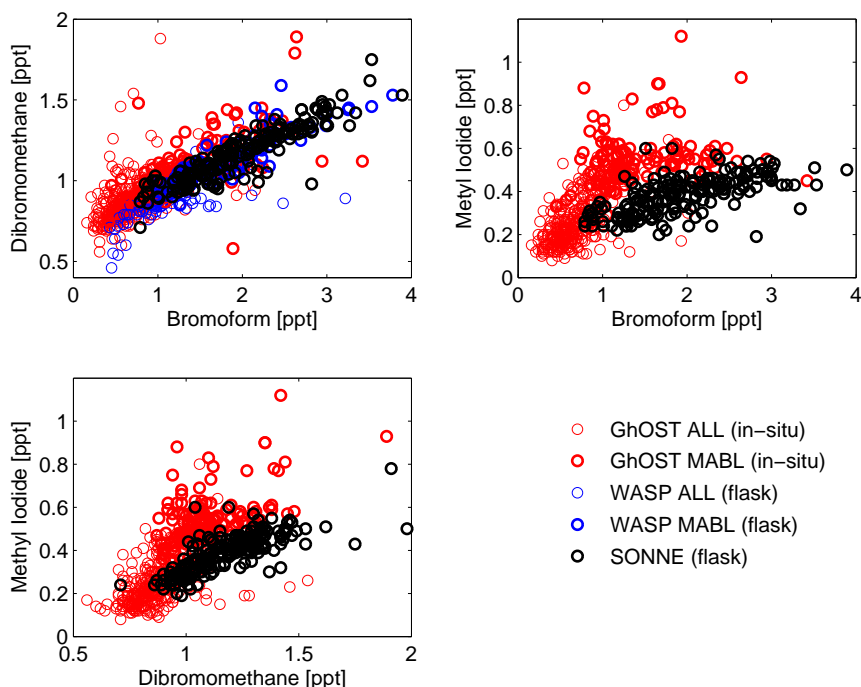 2
1.5
1
0.5
Dibromomethane [ppt]
0 1 2 3 4
Bromoform [ppt]
1
0.8
0.6
0.4
0.2
0
Metyl Iodide [ppt]
0 1 2 3 4
Bromoform [ppt]
1
0.8
0.6
0.4
0.2
0
Methyl Iodide [ppt]
0.5 1 1.5 2
Dibromomethane [ppt]
GhOST ALL (in−situ)
GhOST MABL (in−situ)
WASP ALL (flask)
WASP MABL (flask)
SONNE (flask)